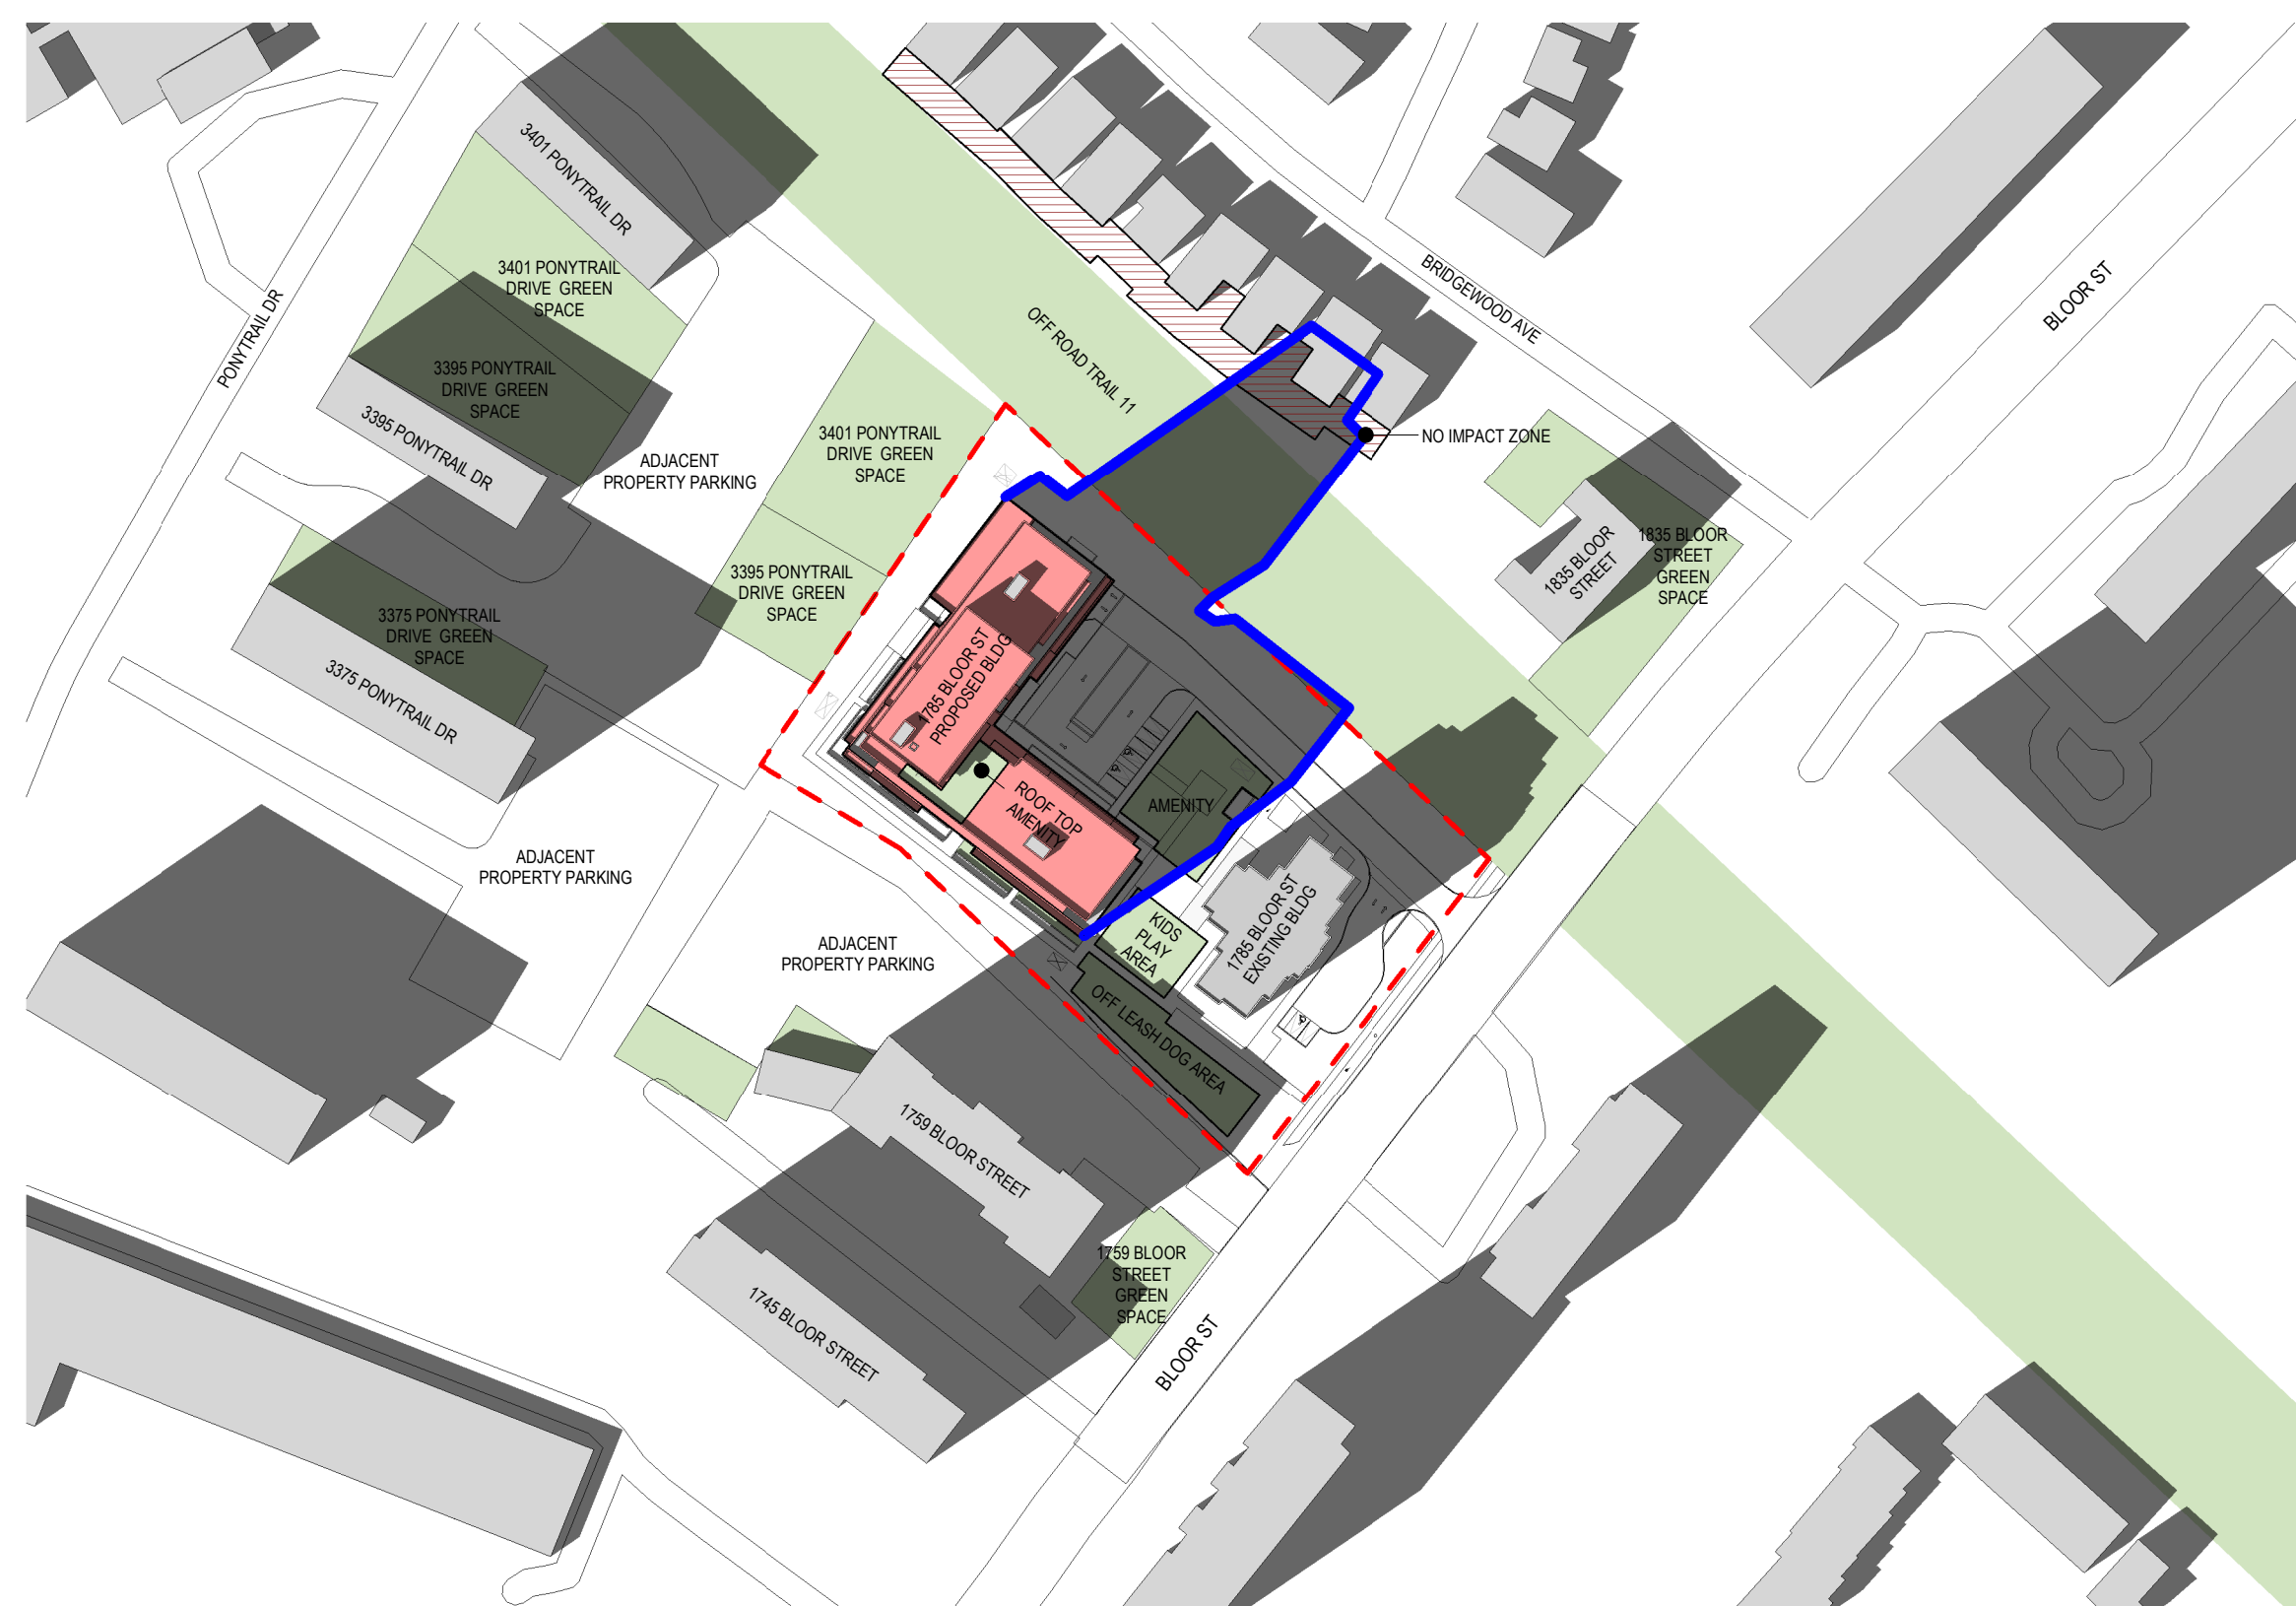 3401 PONYTRAIL DR
3401 PONYTRAIL
DRIVE GREEN
SPACE
PONYTRAIL DR
3395 PONYTRAIL
DRIVE GREEN
SPACE
3395 PONYTRAIL DR
ADJACENT
PROPERTY PARKING
3401 PONYTRAIL
DRIVE GREEN
SPACE
3395 PONYTRAIL
DRIVE GREEN
SPACE
3375 PONYTRAIL
DRIVE GREEN
SPACE
3375 PONYTRAIL DR
OFF ROAD TRAIL 11
BRIDGEWOOD AVE
BLOOR ST
NO IMPACT ZONE
1835 BLOOR
STREET
1835 BLOOR
STREET
GREEN
SPACE
1785 BLOOR ST
PROPOSED BLDG
ROOF TOP
AMENITY
AMENITY
KIDS
PLAY
AREA
1785 BLOOR ST
EXISTING BLDG
OFF LEASH DOG AREA
ADJACENT
PROPERTY PARKING
ADJACENT
PROPERTY PARKING
1759 BLOOR STREET
1745 BLOOR STREET
1759 BLOOR
STREET
GREEN
SPACE
BLOOR ST